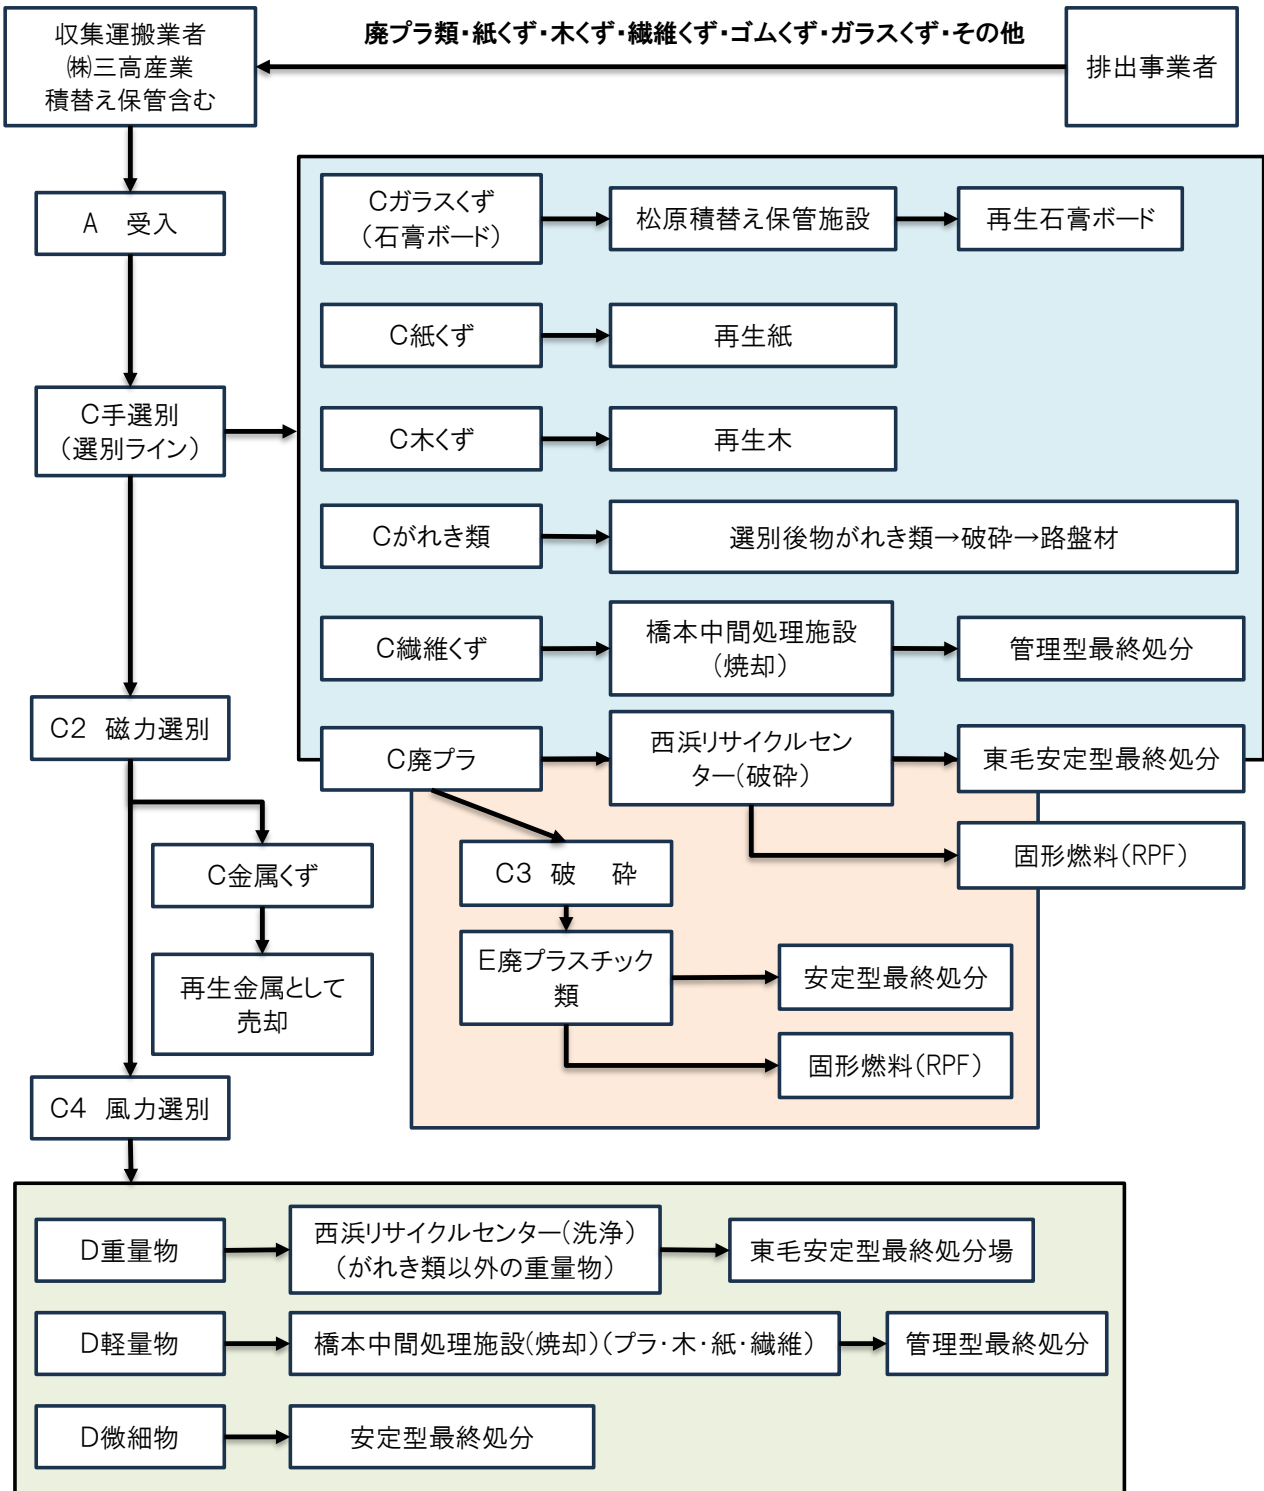 収集運搬業者
㈱三高産業
積替え保管含む
廃プラ類・紙くず・木くず・繊維くず・ゴムくず・ガラスくず・その他
排出事業者
A　受入
Cガラスくず
（石膏ボード）
松原積替え保管施設
再生石膏ボード
C紙くず
再生紙
C手選別
（選別ライン）
C木くず
再生木
Cがれき類
選別後物がれき類→破砕→路盤材
C繊維くず
橋本中間処理施設
(焼却)
管理型最終処分
C2　磁力選別
C廃プラ
西浜リサイクルセン
ター(破砕)
東毛安定型最終処分
固形燃料(RPF)
C金属くず
C3　破　砕
再生金属として
売却
E廃プラスチック
類
安定型最終処分
固形燃料(RPF)
C4　風力選別
D重量物
西浜リサイクルセンター(洗浄)
（がれき類以外の重量物）
東毛安定型最終処分場
D軽量物
橋本中間処理施設(焼却)(プラ・木・紙・繊維)
管理型最終処分
D微細物
安定型最終処分